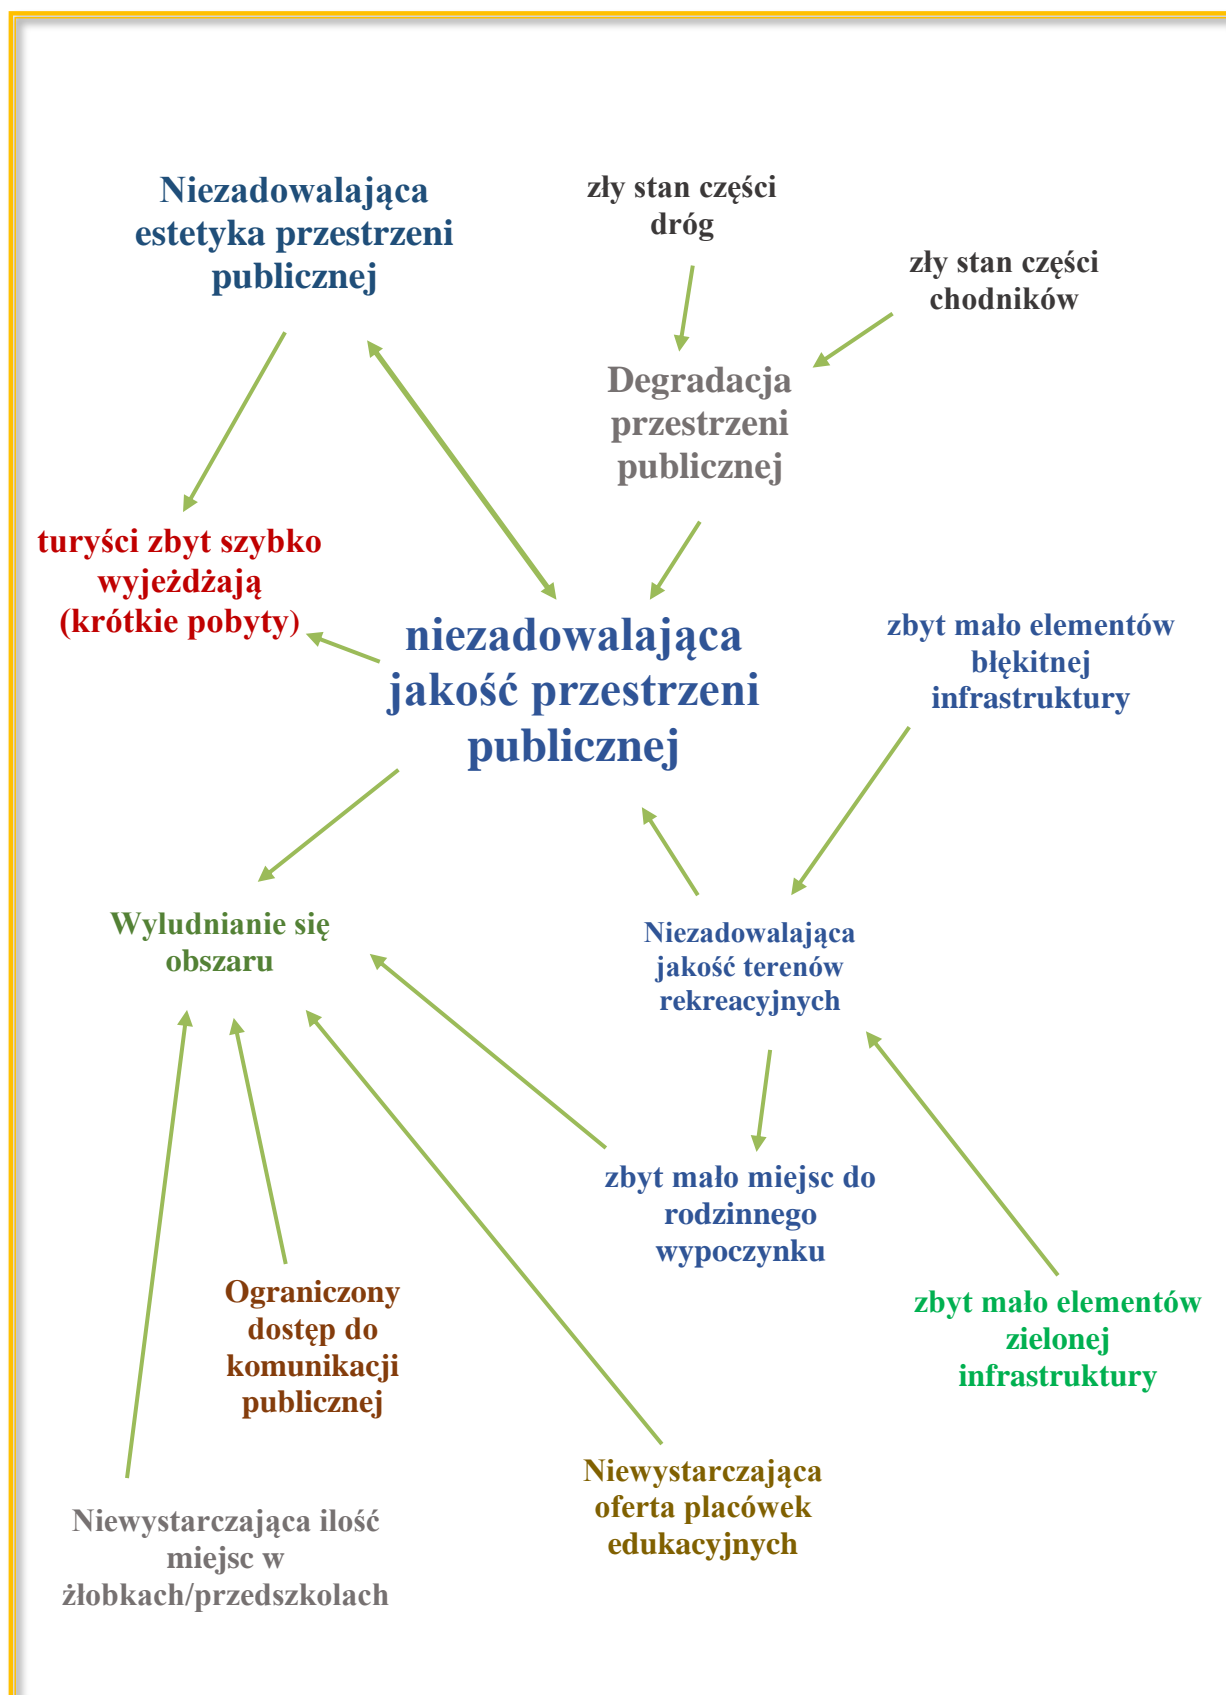 Niezadowalająca
estetyka przestrzeni
publicznej
zły stan części
dróg
zły stan części
chodników
Degradacja
przestrzeni
publicznej
turyści zbyt szybko
wyjeżdżają
(krótkie pobyty)
niezadowalająca
jakość przestrzeni
publicznej
zbyt mało elementów
błękitnej
infrastruktury
Wyludnianie się
obszaru
Niezadowalająca
jakość terenów
rekreacyjnych
zbyt mało miejsc do
rodzinnego
wypoczynku
Ograniczony
dostęp do
komunikacji
publicznej
zbyt mało elementów
zielonej
infrastruktury
Niewystarczająca
oferta placówek
edukacyjnych
Niewystarczająca ilość
miejsc w
żłobkach/przedszkolach